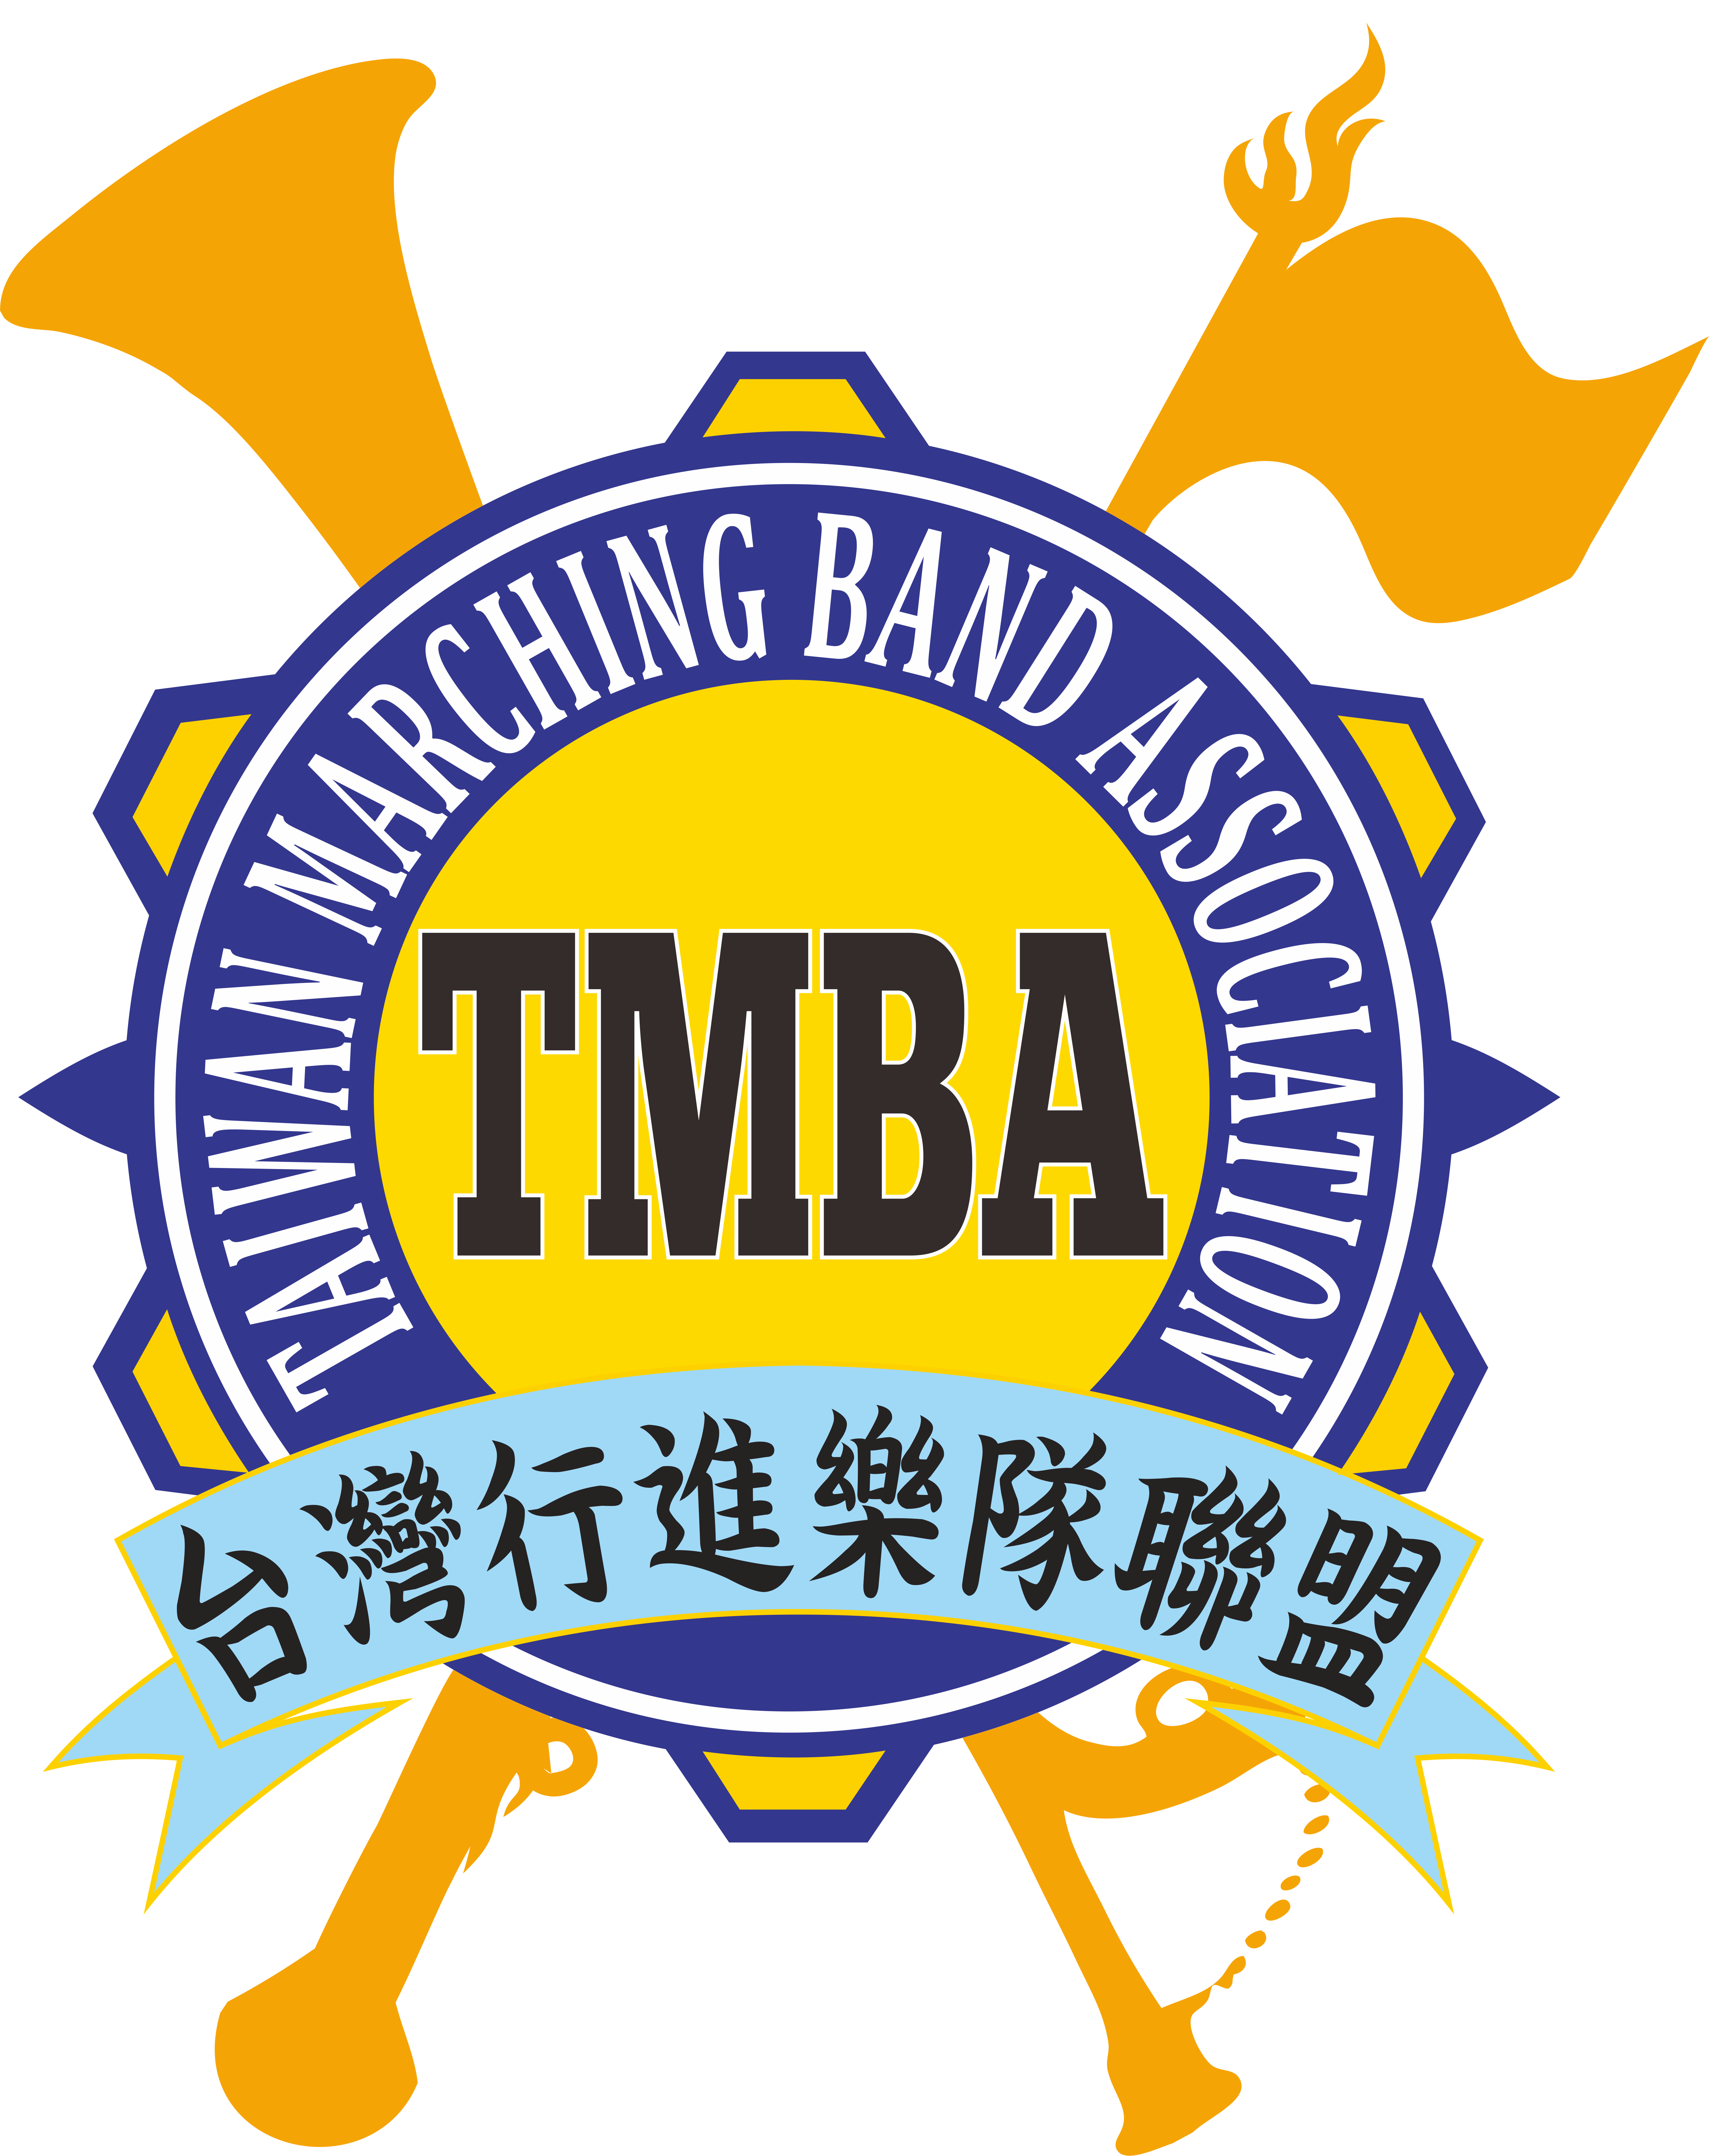 TAIWAN MARCHING BAND ASSOCIATION
TMBA
台灣行進樂隊聯盟